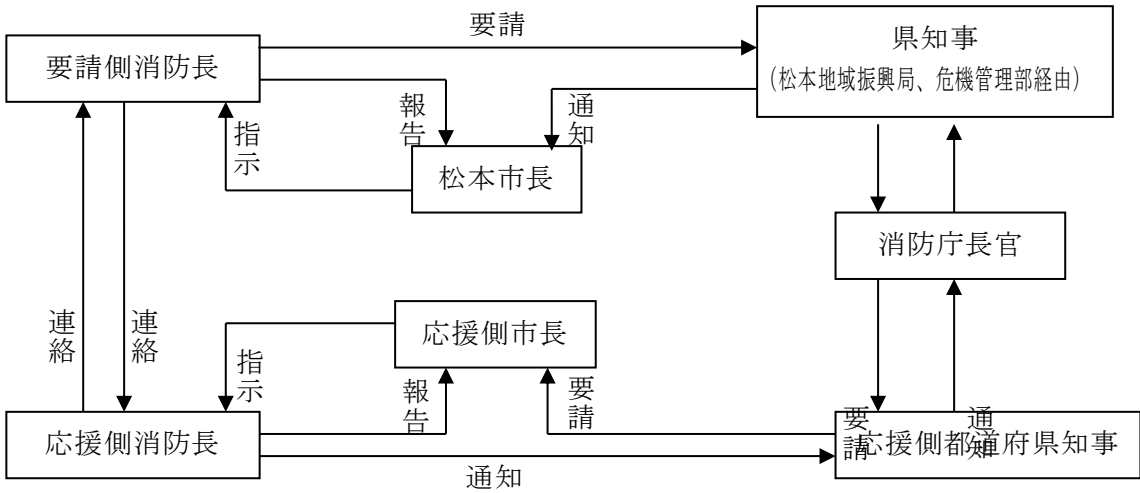 要請
要請側消防長
県知事
(松本地域振興局、危機管理部経由)
報告
通知
指示
松本市長
消防庁長官
連絡
連絡
応援側市長
指示
報告
要請
要請
通知
応援側消防長
応援側都道府県知事
通知